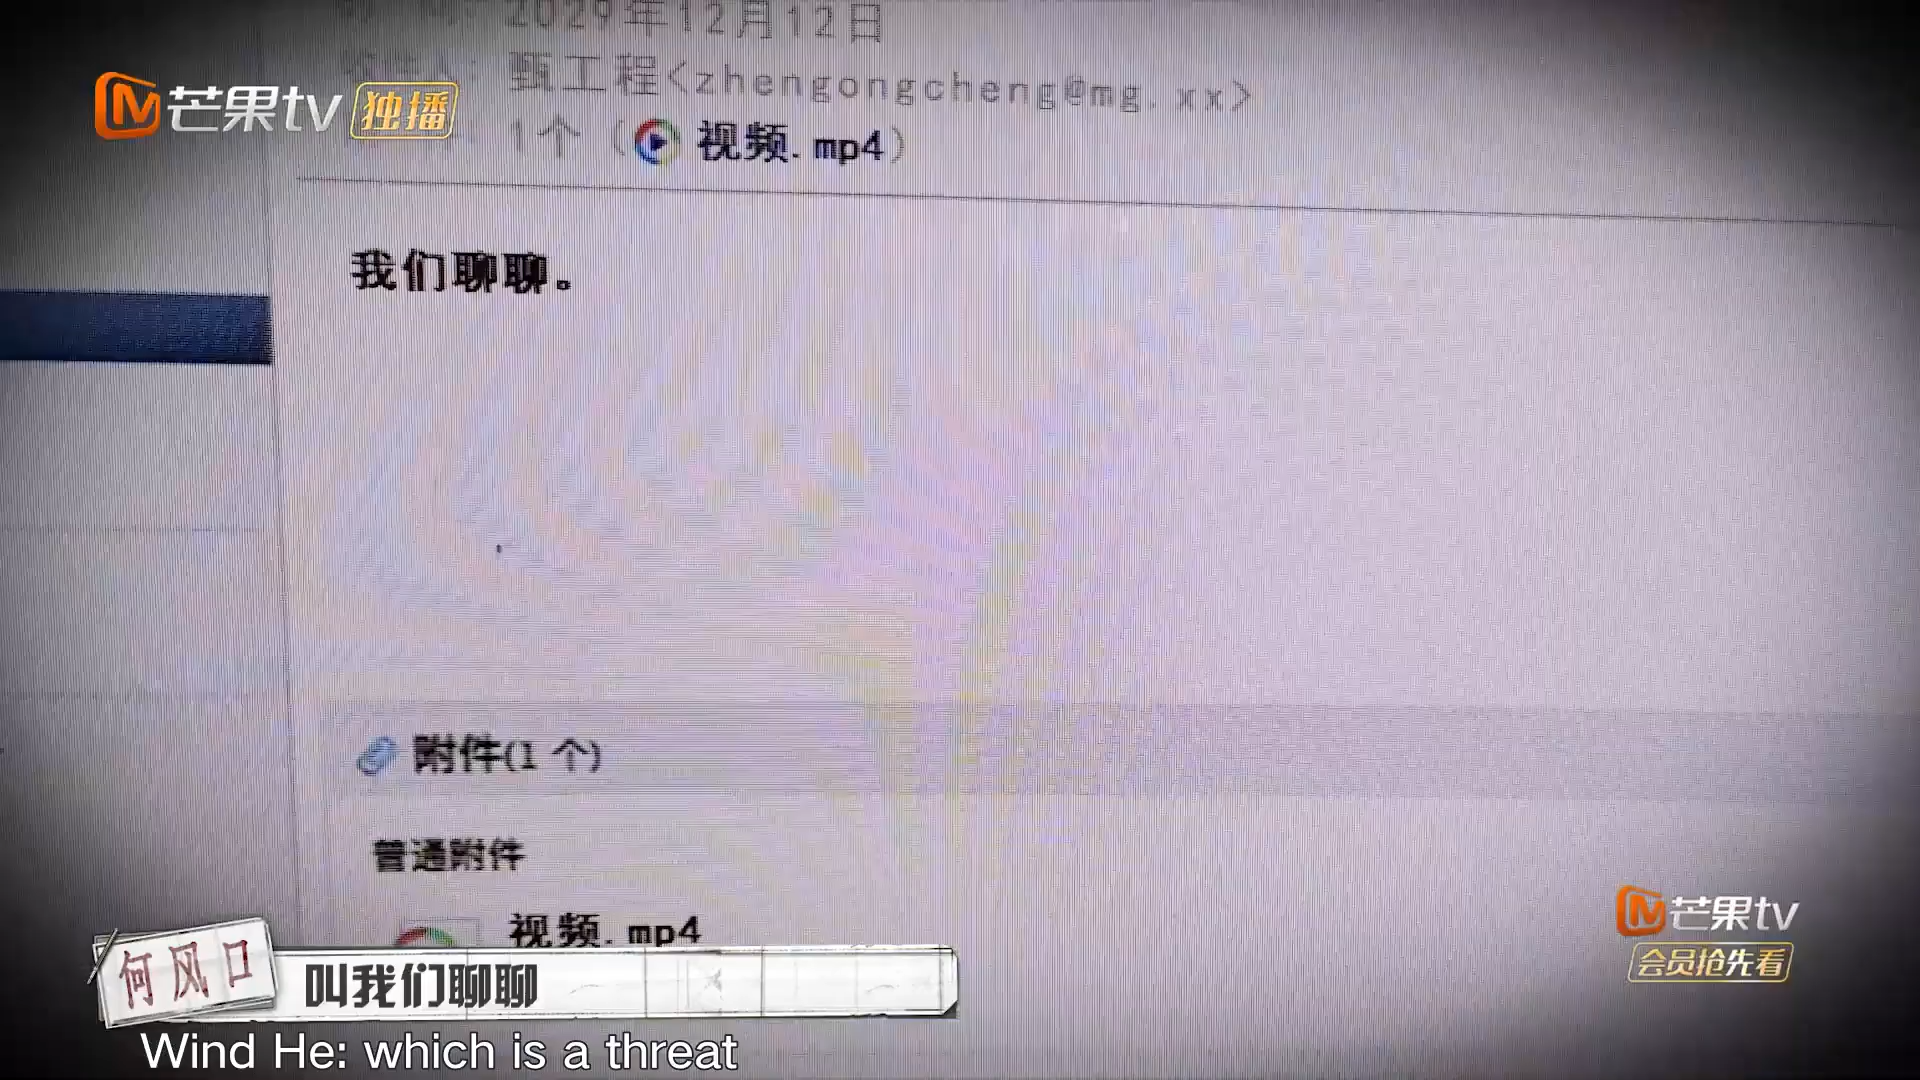 2029年12月12日
甄工程<zhengongcheng@mg.xx>
芒果tv 独播
1个 (视频.mp4)
我们聊聊。
附件(1 个)
普通附件
视频.mp4
芒果tv
会员抢先看
何风口
叫我们聊聊
Wind He: which is a threat